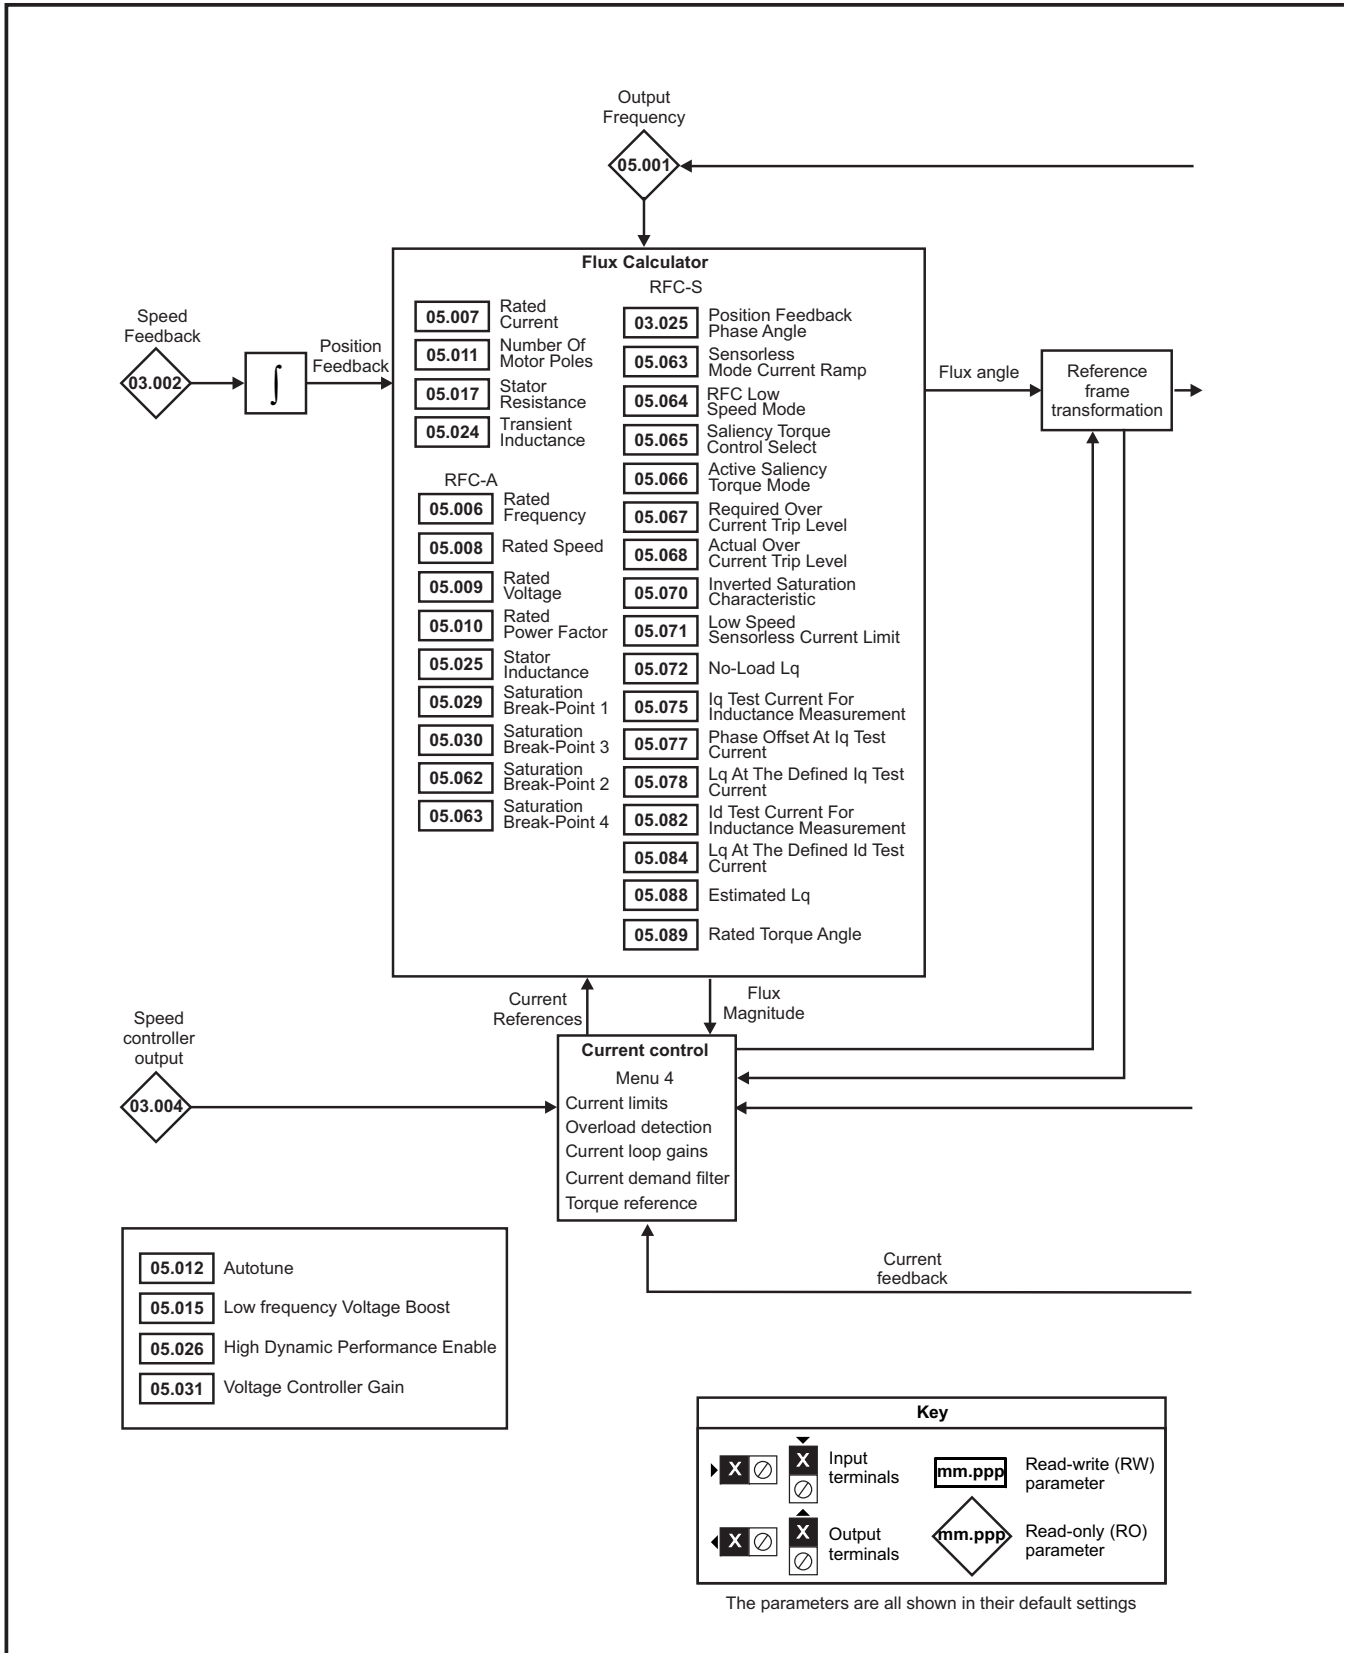 Output
Frequency
05.001
Flux Calculator
Speed
Feedback
03.002
∫
Position
Feedback
05.007 Rated
Current
05.011 Number Of
Motor Poles
05.017 Stator
Resistance
05.024 Transient
Inductance
RFC-A
05.006 Rated
Frequency
05.008 Rated Speed
05.009 Rated
Voltage
05.010 Rated
Power Factor
05.025 Stator
Inductance
05.029 Saturation
Break-Point 1
05.030 Saturation
Break-Point 3
05.062 Saturation
Break-Point 2
05.063 Saturation
Break-Point 4
RFC-S
03.025 Position Feedback
Phase Angle
05.063 Sensorless
Mode Current Ramp
05.064 RFC Low
Speed Mode
05.065 Saliency Torque
Control Select
05.066 Active Saliency
Torque Mode
05.067 Required Over
Current Trip Level
05.068 Actual Over
Current Trip Level
05.070 Inverted Saturation
Characteristic
05.071 Low Speed
Sensorless Current Limit
05.072 No-Load Lq
05.075 Iq Test Current For
Inductance Measurement
05.077 Phase Offset At Iq Test
Current
05.078 Lq At The Defined Iq Test
Current
05.082 Id Test Current For
Inductance Measurement
05.084 Lq At The Defined Id Test
Current
05.088 Estimated Lq
05.089 Rated Torque Angle
Flux angle
Reference
frame
transformation
Current
References
Flux
Magnitude
Speed
controller
output
03.004
Current control
Menu 4
Current limits
Overload detection
Current loop gains
Current demand filter
Torque reference
Current
feedback
05.012 Autotune
05.015 Low frequency Voltage Boost
05.026 High Dynamic Performance Enable
05.031 Voltage Controller Gain
Key
X X Input
terminals
mm.ppp Read-write (RW)
parameter
X X Output
terminals
mm.ppp Read-only (RO)
parameter
The parameters are all shown in their default settings